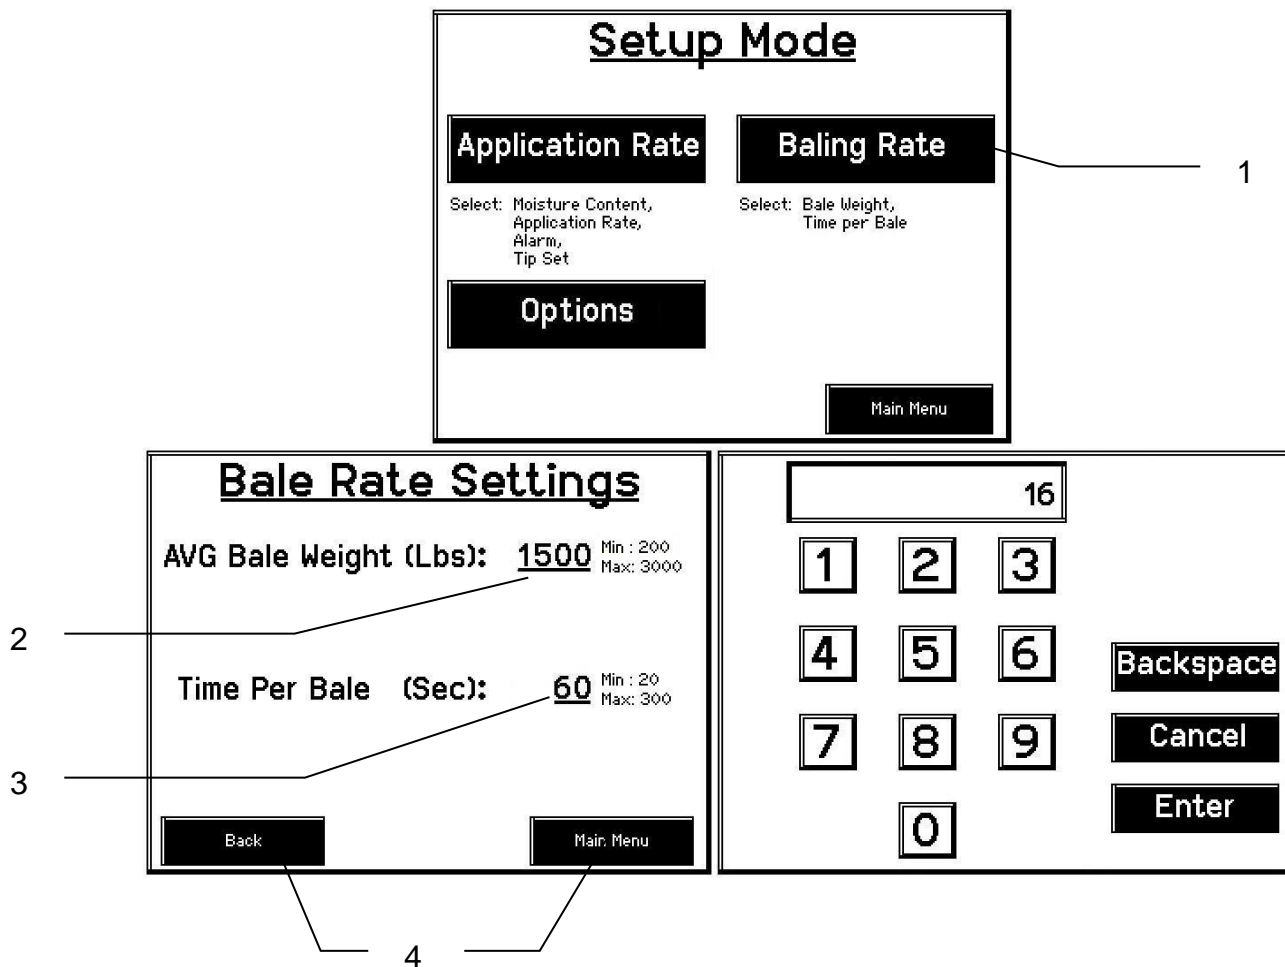 Setup Mode
Application Rate
Baling Rate
1
Select: Moisture Content,
Application Rate,
Alarm,
Tip Set
Select: Bale Weight,
Time per Bale
Options
Main Menu
Bale Rate Settings
AVG Bale Weight (Lbs): 1500 Min : 200
Max: 3000
2
Time Per Bale (Sec): 60 Min : 20
Max: 300
3
Back
Main Menu
4
16
1 2 3
4 5 6
Backspace
7 8 9
Cancel
Enter
0